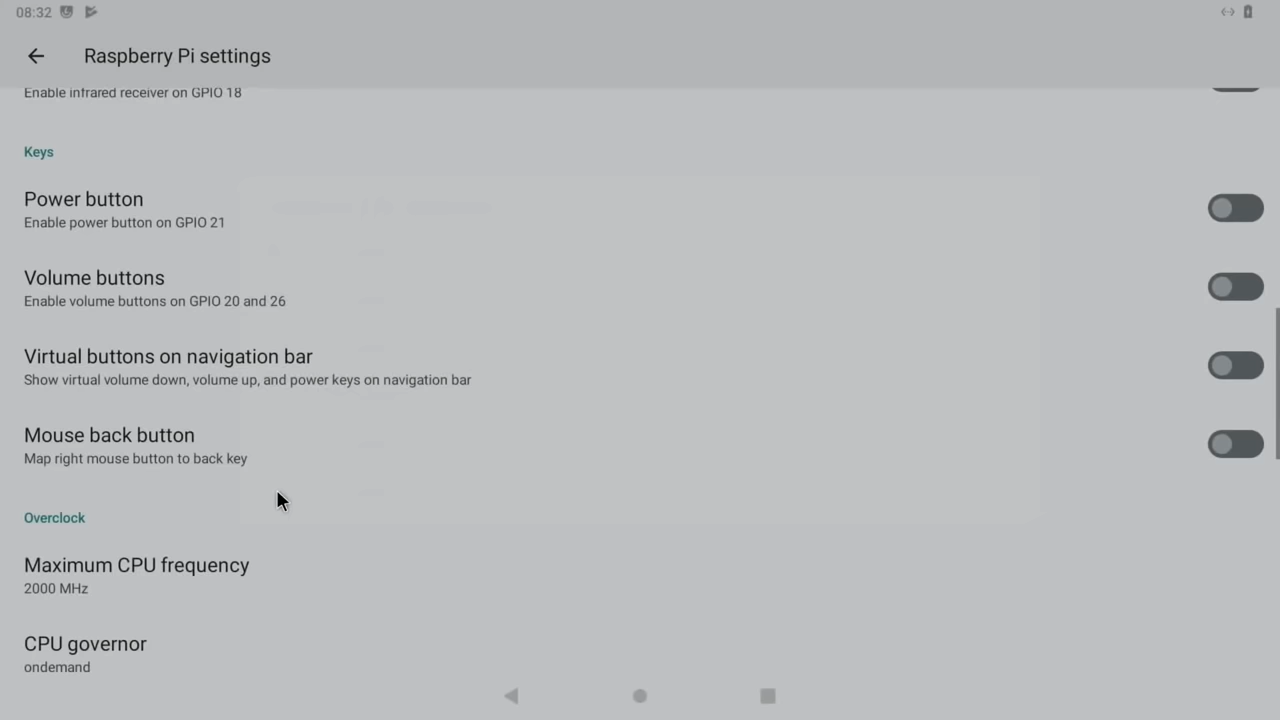 08:32
Raspberry Pi settings
Enable infrared receiver on GPIO 18
Keys
Power button
Enable power button on GPIO 21
Volume buttons
Enable volume buttons on GPIO 20 and 26
Virtual buttons on navigation bar
Show virtual volume down, volume up, and power keys on navigation bar
Mouse back button
Map right mouse button to back key
Overclock
Maximum CPU frequency
2000 MHz
CPU governor
ondemand